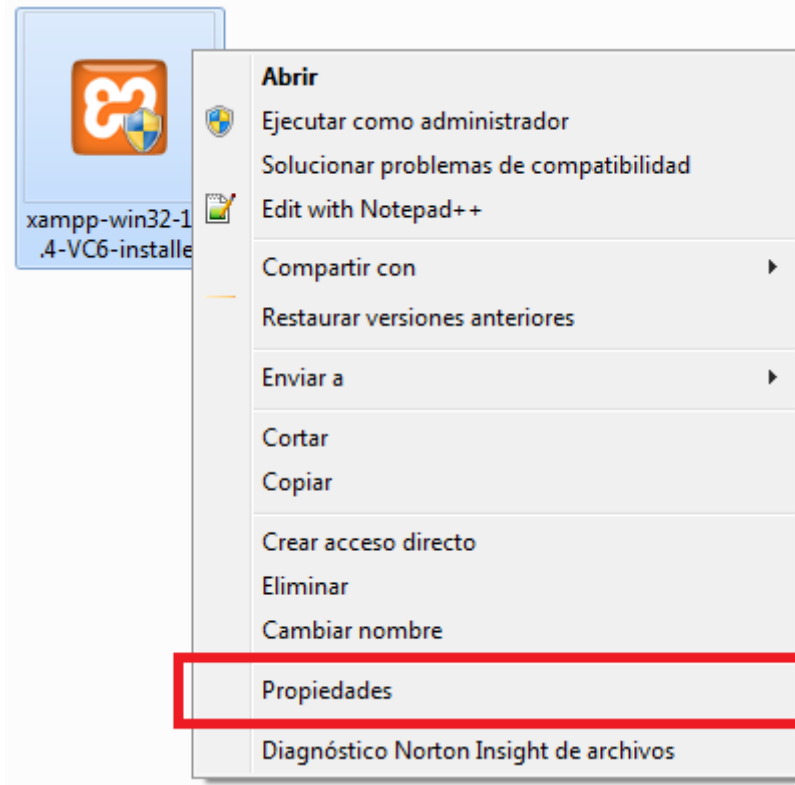 xampp-win32-1
.4-VC6-installe
Abrir
Ejecutar como administrador
Solucionar problemas de compatibilidad
Edit with Notepad++
Compartir con
Restaurar versiones anteriores
Enviar a
Cortar
Copiar
Crear acceso directo
Eliminar
Cambiar nombre
Propiedades
Diagnóstico Norton Insight de archivos